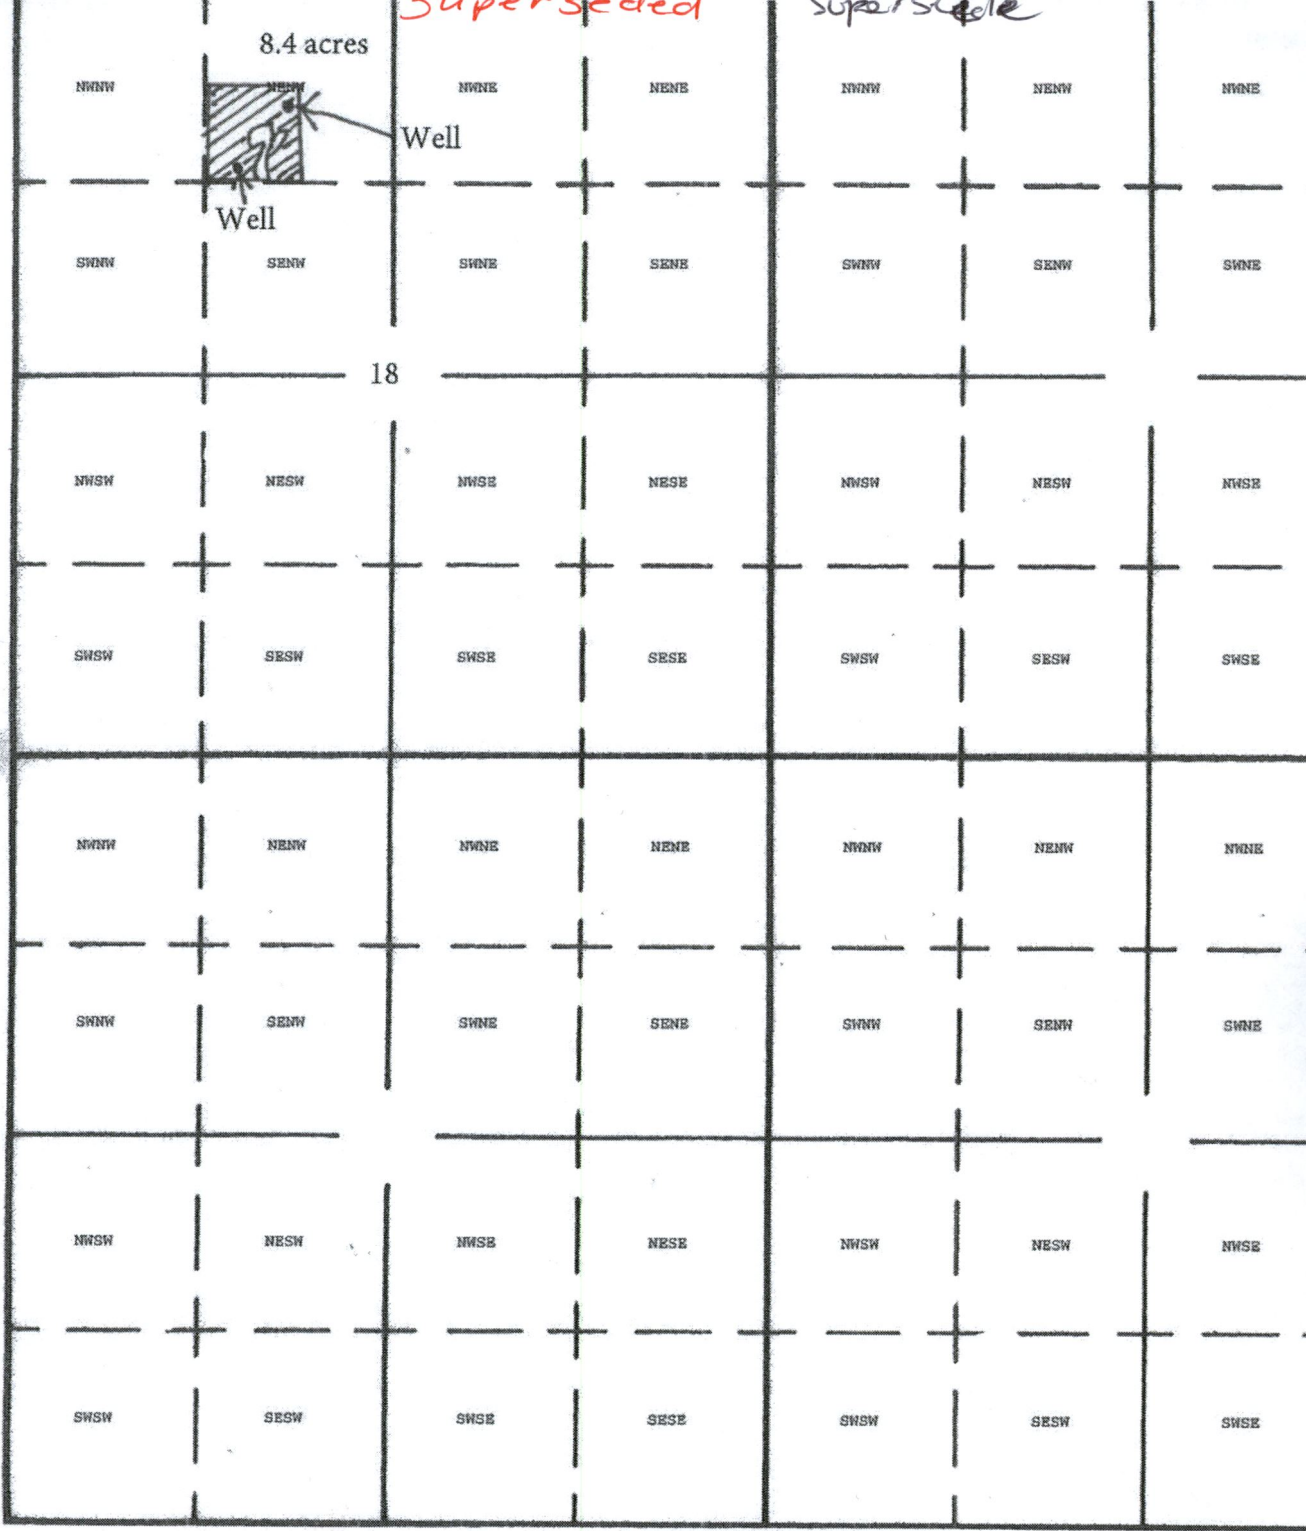 Superseded supersede
8.4 acres
NWNW NENW NWNE NENE NWNW NENW NWNE
Well
Well
SWNW SENW SWNE SENE SWNW SENW SWNE
18
NWSW NESW NWSE NESE NWSW NESW NWSE
SWSW SESW SWSE SESE SWSW SESW SWSE
NWNW NENW NWNE NENE NWNW NENW NWNE
SWNW SENW SWNE SENE SWNW SENW SWNE
NWSW NESW NWSE NESE NWSW NESW NWSE
SWSW SESW SWSE SESE SWSW SESW SWSE